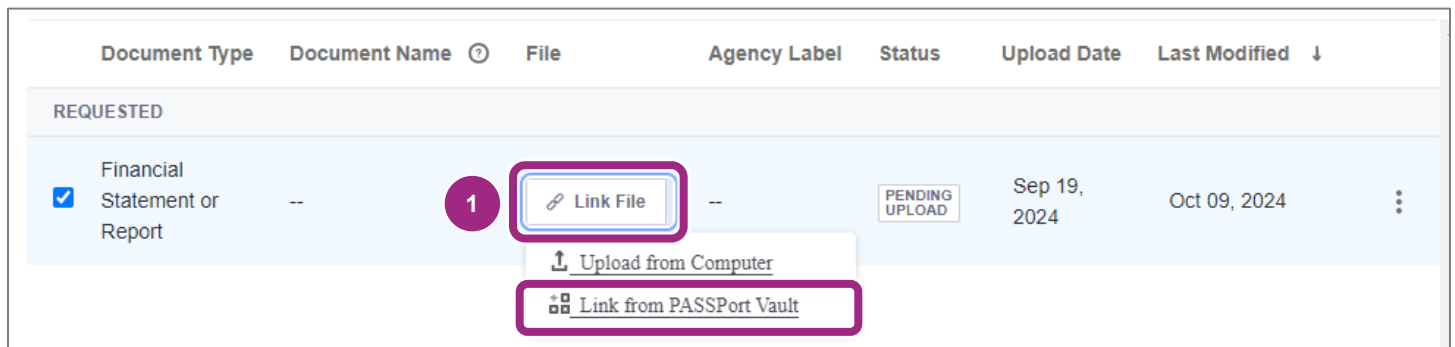 Document Type Document Name ? File Agency Label Status Upload Date Last Modified ↓
REQUESTED
Financial
Statement or
Report
--
1
Link File
--
PENDING
UPLOAD
Sep 19,
2024
Oct 09, 2024
Upload from Computer
Link from PASSPort Vault